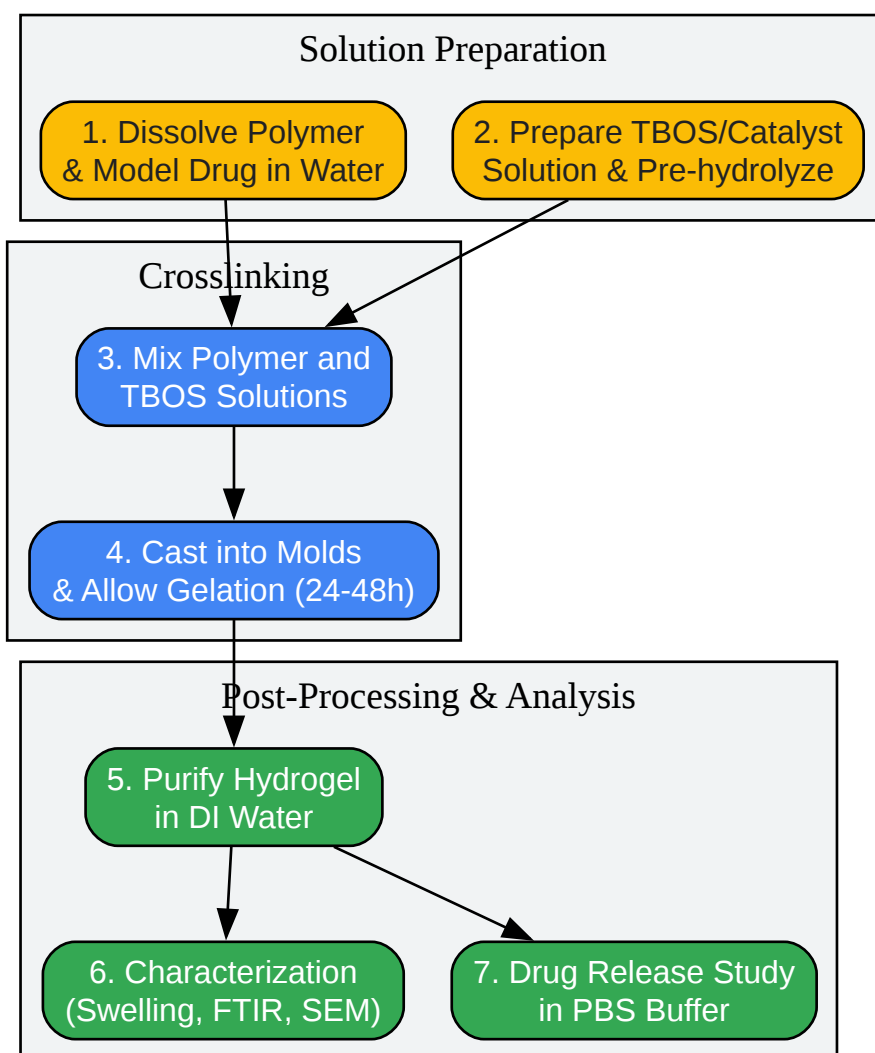 Solution Preparation
1. Dissolve Polymer
& Model Drug in Water
2. Prepare TBOS/Catalyst
Solution & Pre-hydrolyze
Crosslinking
3. Mix Polymer and
TBOS Solutions
4. Cast into Molds
& Allow Gelation (24-48h)
Post-Processing & Analysis
5. Purify Hydrogel
in DI Water
6. Characterization
(Swelling, FTIR, SEM)
7. Drug Release Study
in PBS Buffer